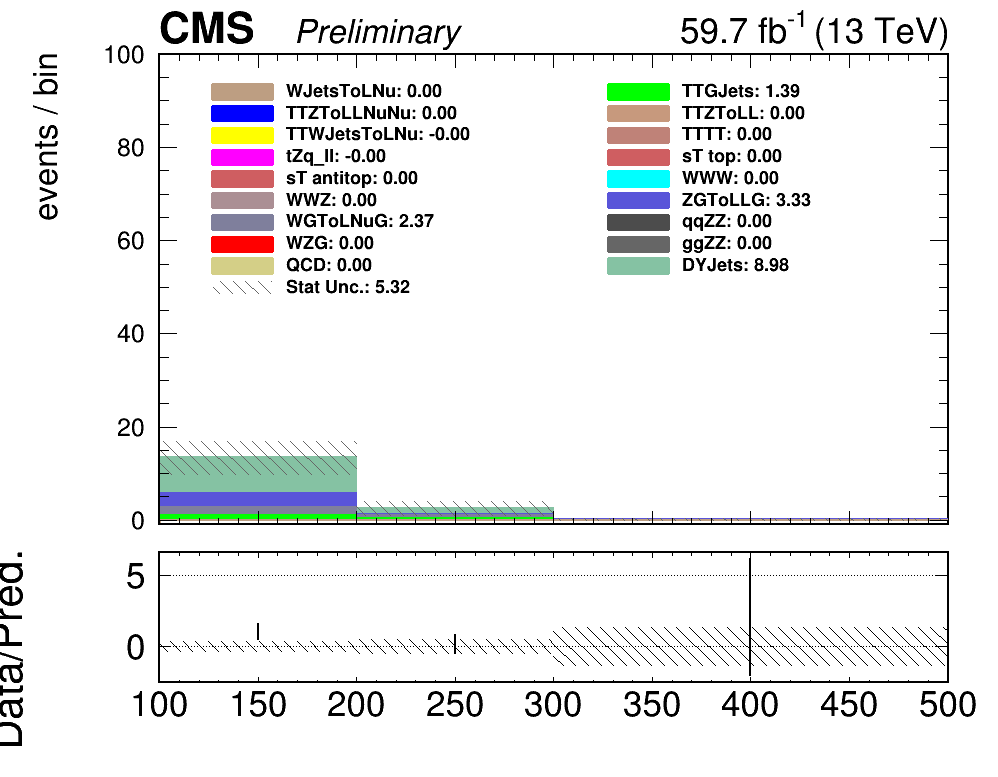 CMS Preliminary 59.7 fb-1 (13 TeV)
events / bin
100
80
60
40
20
0
WJetsToLNu: 0.00
TTZToLLNuNu: 0.00
TTWJetsToLNu: -0.00
tZq_ll: -0.00
sT antitop: 0.00
WWZ: 0.00
WGToLNuG: 2.37
WZG: 0.00
QCD: 0.00
Stat Unc.: 5.32
TTGJets: 1.39
TTZToLL: 0.00
TTTT: 0.00
sT top: 0.00
WWW: 0.00
ZGToLLG: 3.33
qqZZ: 0.00
ggZZ: 0.00
DYJets: 8.98
Data/Pred.
5
0
100 150 200 250 300 350 400 450 500